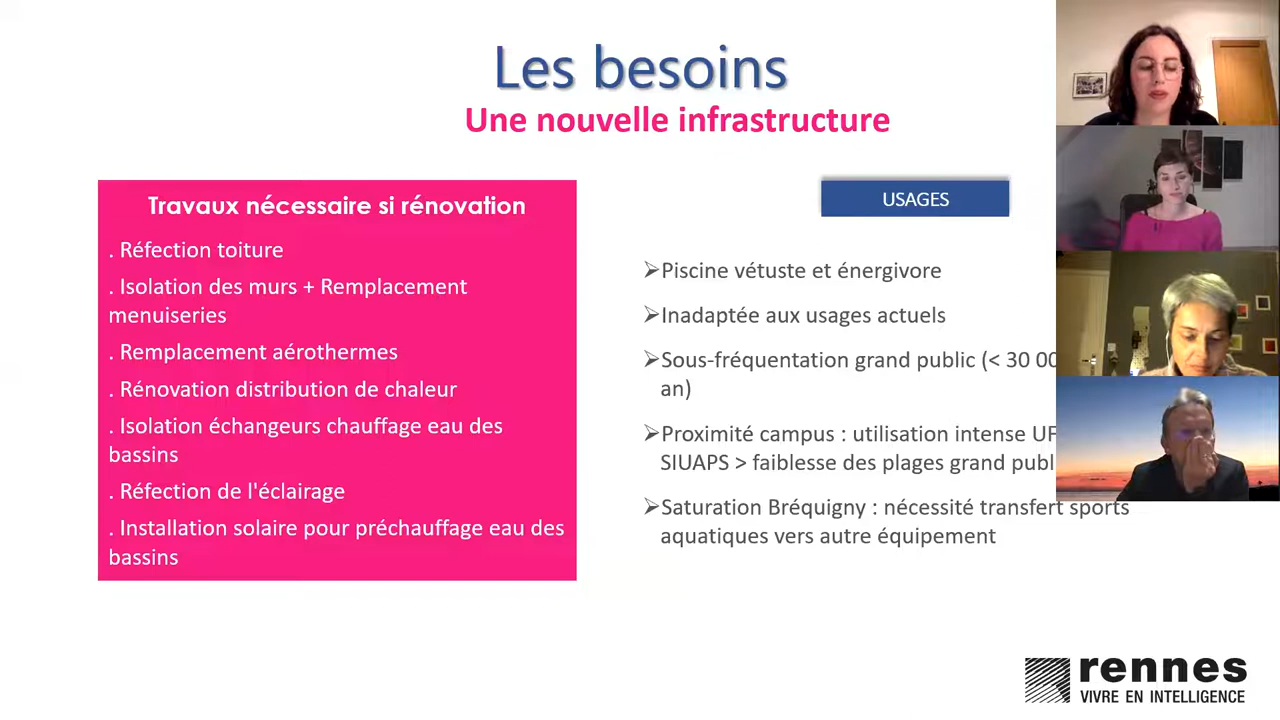 Les besoins
Une nouvelle infrastructure
Travaux nécessaire si rénovation
. Réfection toiture
. Isolation des murs + Remplacement
menuiseries
. Remplacement aérothermes
. Rénovation distribution de chaleur
. Isolation échangeurs chauffage eau des
bassins
. Réfection de l'éclairage
. Installation solaire pour préchauffage eau des
bassins
USAGES
➢Piscine vétuste et énergivore
➢Inadaptée aux usages actuels
➢Sous-fréquentation grand public (< 30 00
an)
➢Proximité campus : utilisation intense
SIUAPS > faiblesse des plages grand
➢Saturation Bréquigny : nécessité transfert sports
aquatiques vers autre équipement
rennes
VIVRE EN INTELLIGENCE